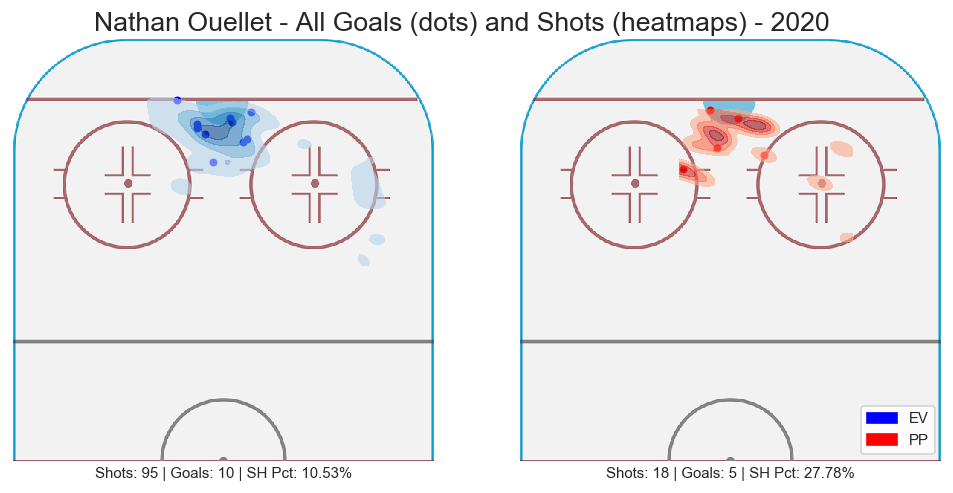 Nathan Ouellet - All Goals (dots) and Shots (heatmaps) - 2020
EV
PP
Shots: 95 | Goals: 10 | SH Pct: 10.53%
Shots: 18 | Goals: 5 | SH Pct: 27.78%